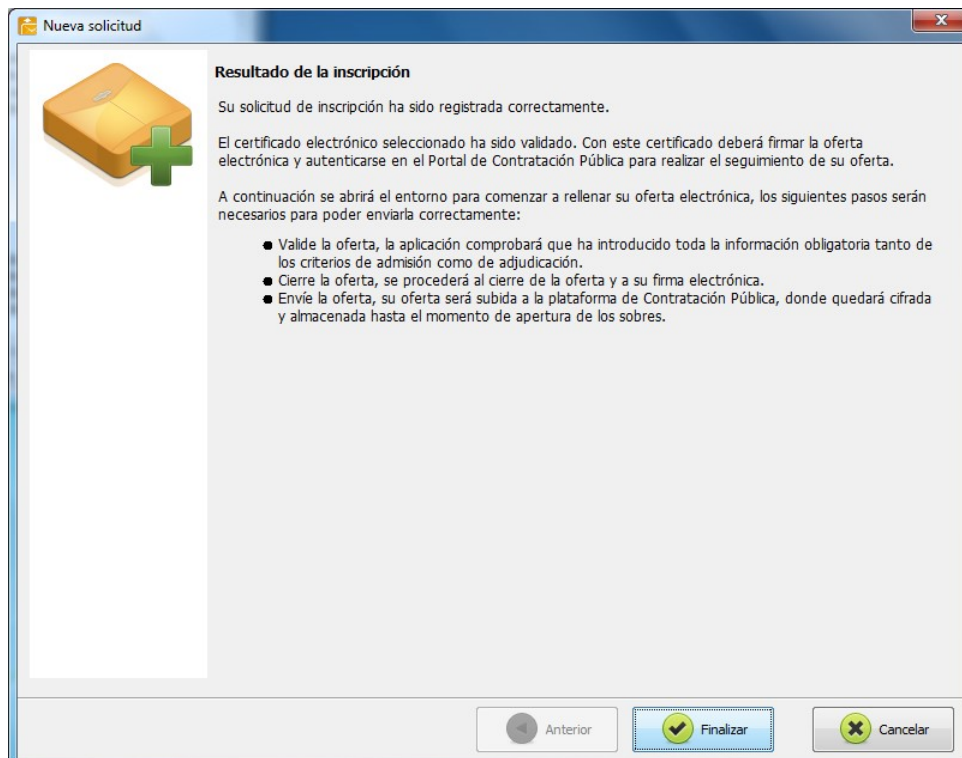 Nueva solicitud
Resultado de la inscripción
Su solicitud de inscripción ha sido registrada correctamente.
El certificado electrónico seleccionado ha sido validado. Con este certificado deberá firmar la oferta
electrónica y autenticarse en el Portal de Contratación Pública para realizar el seguimiento de su oferta.
A continuación se abrirá el entorno para comenzar a rellenar su oferta electrónica, los siguientes pasos serán
necesarios para poder enviarla correctamente:
● Valide la oferta, la aplicación comprobará que ha introducido toda la información obligatoria tanto de
los criterios de admisión como de adjudicación.
● Cierre la oferta, se procederá al cierre de la oferta y a su firma electrónica.
● Envíe la oferta, su oferta será subida a la plataforma de Contratación Pública, donde quedará cifrada
y almacenada hasta el momento de apertura de los sobres.
Anterior
Finalizar
Cancelar